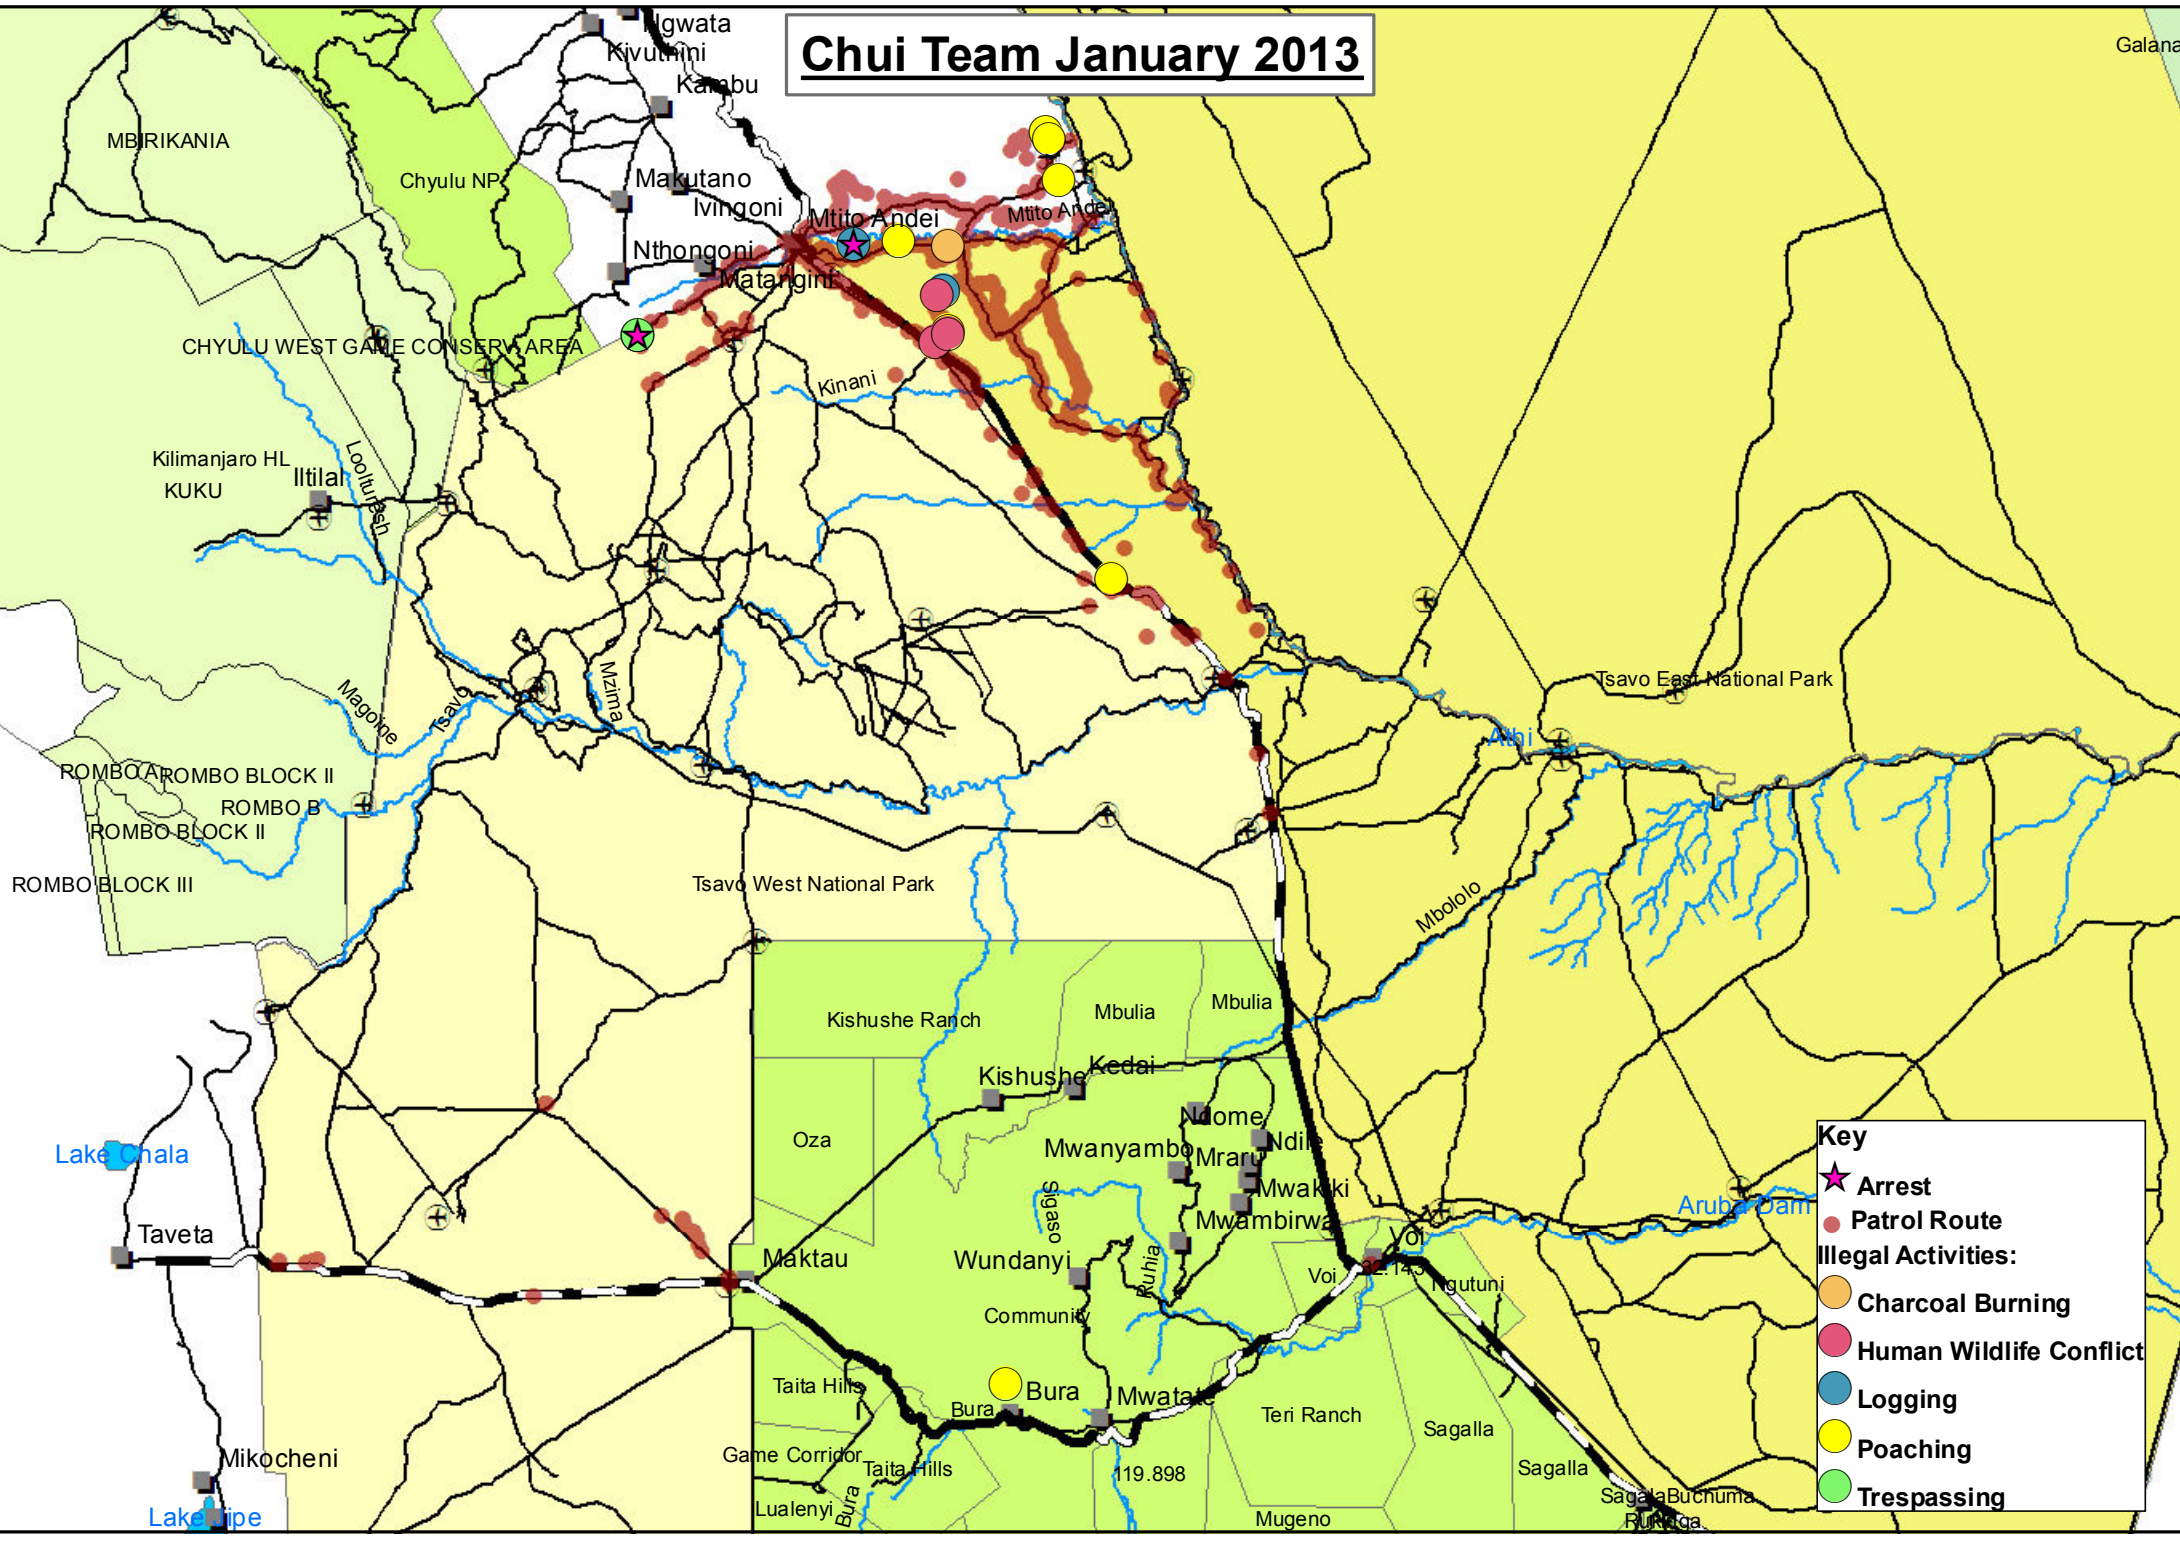 Chui Team January 2013
Ngwata
Kivuthini
Kambu
Galana
MBIRIKANIA
Chyulu NP
Makutano
Ivingoni
Mtito Andei
Mtito Andei
Nthongoni
Matangini
CHYULU WEST GAME CONSERV. AREA
Kinani
Kilimanjaro HL
KUKU
Iltilal
Looltureshi
Magoine
Tsavo
Mzima
Tsavo East National Park
Athi
ROMBO A
ROMBO BLOCK II
ROMBO B
ROMBO BLOCK II
ROMBO BLOCK III
Tsavo West National Park
Mbololo
Kishushe Ranch
Mbulia
Mbulia
Kishushe
Kedai
Oza
Ndome
Ndile
Mwanyambo
Mraru
Mwakiki
Mwambirwa
Sigaso
Ruhia
Lake Chala
Taveta
Maktau
Wundanyi
Community
Voi
Voi
32.143
Ngutuni
Aruba Dam
Taita Hills
Bura
Bura
Mwatate
Teri Ranch
Sagalla
Sagalla
Game Corridor
Taita Hills
119.898
Lualenyi
Bura
Mugeno
Mikocheni
Lake Jipe
Sagala
Buchuma
Rukinga
Key
Arrest
Patrol Route
Illegal Activities:
Charcoal Burning
Human Wildlife Conflict
Logging
Poaching
Trespassing